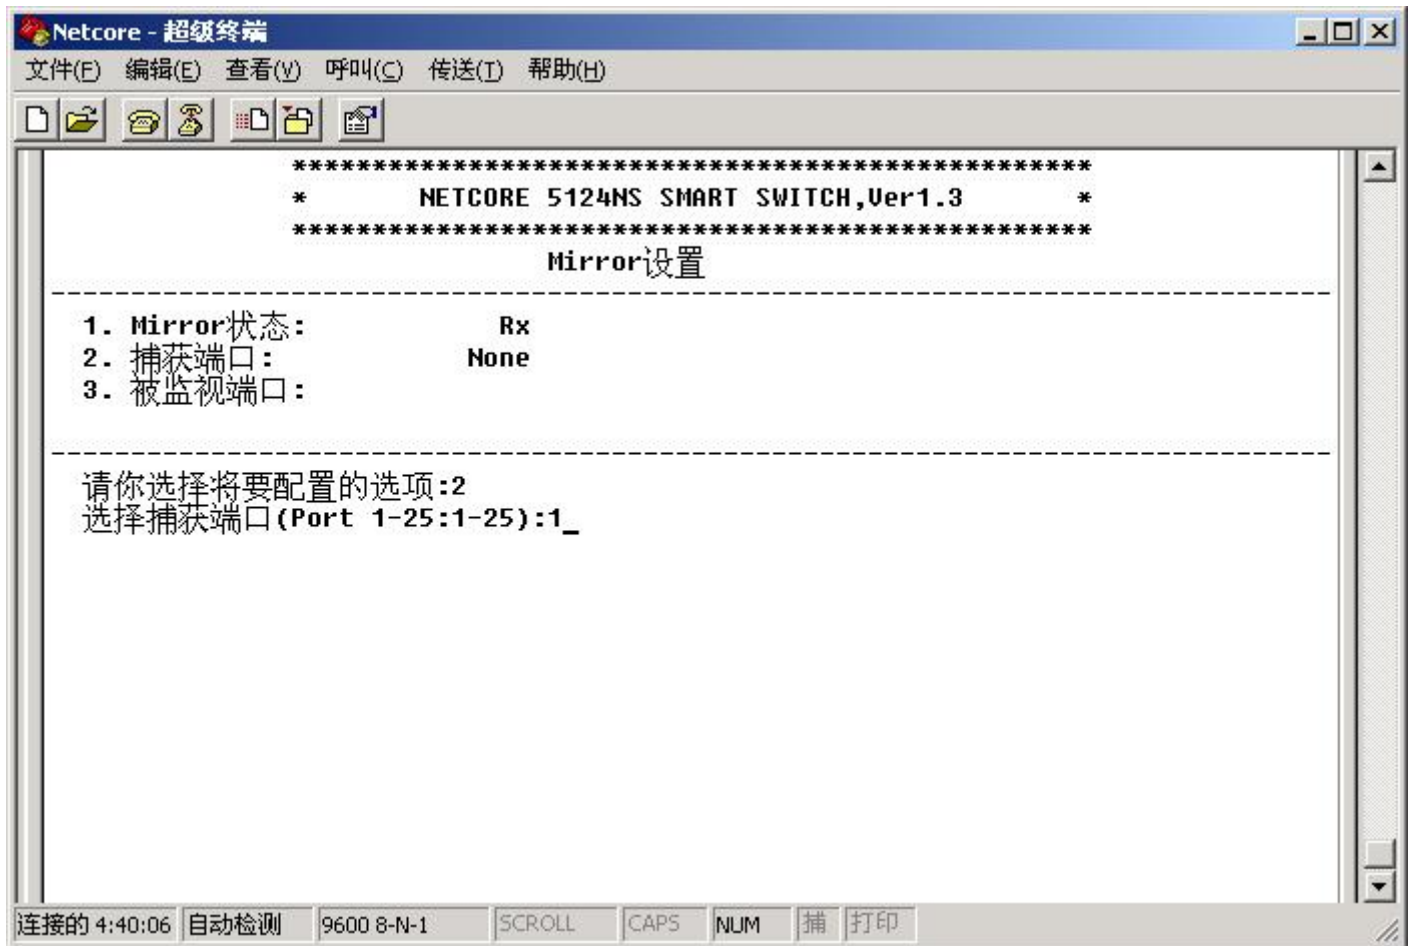 Netcore - 超级终端
文件(F) 编辑(E) 查看(V) 呼叫(C) 传送(T) 帮助(H)
**************************************************
* NETCORE 5124NS SMART SWITCH,Ver1.3 *
**************************************************
Mirror设置
--------------------------------------------------------------------------------
1. Mirror状态: Rx
2. 捕获端口: None
3. 被监视端口:
--------------------------------------------------------------------------------
请你选择将要配置的选项:2
选择捕获端口(Port 1-25:1-25):1_
连接的 4:40:06 自动检测 9600 8-N-1 SCROLL CAPS NUM 捕 打印